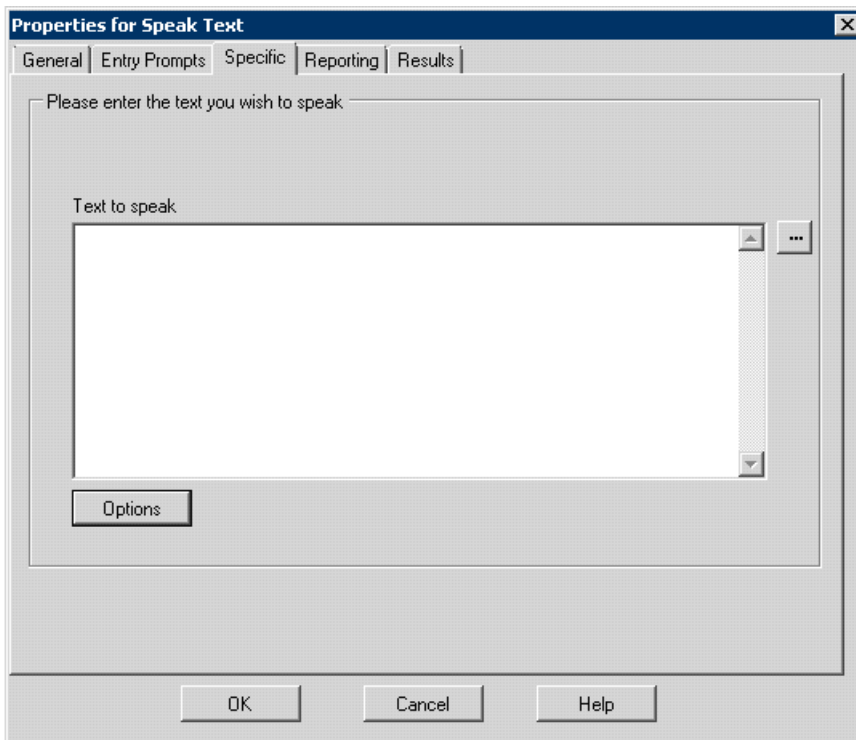 Properties for Speak Text
General Entry Prompts Specific Reporting Results
Please enter the text you wish to speak
Text to speak
...
Options
OK Cancel Help